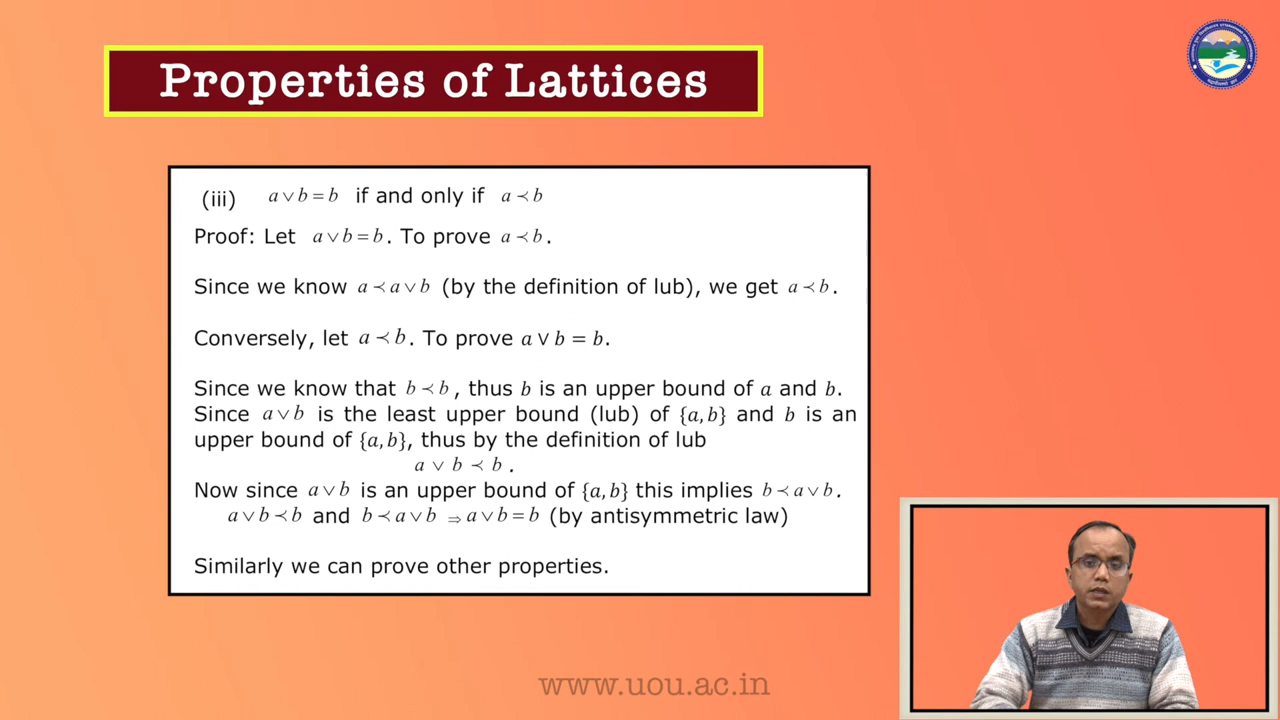 Properties of Lattices
(iii) a ∨ b = b if and only if a ≺ b
Proof: Let a ∨ b = b. To prove a ≺ b.
Since we know a ≺ a ∨ b (by the definition of lub), we get a ≺ b.
Conversely, let a ≺ b. To prove a ∨ b = b.
Since we know that b ≺ b, thus b is an upper bound of a and b.
Since a ∨ b is the least upper bound (lub) of {a, b} and b is an
upper bound of {a, b}, thus by the definition of lub
a ∨ b ≺ b.
Now since a ∨ b is an upper bound of {a, b} this implies b ≺ a ∨ b.
a ∨ b ≺ b and b ≺ a ∨ b ⇒ a ∨ b = b (by antisymmetric law)
Similarly we can prove other properties.
www.uou.ac.in